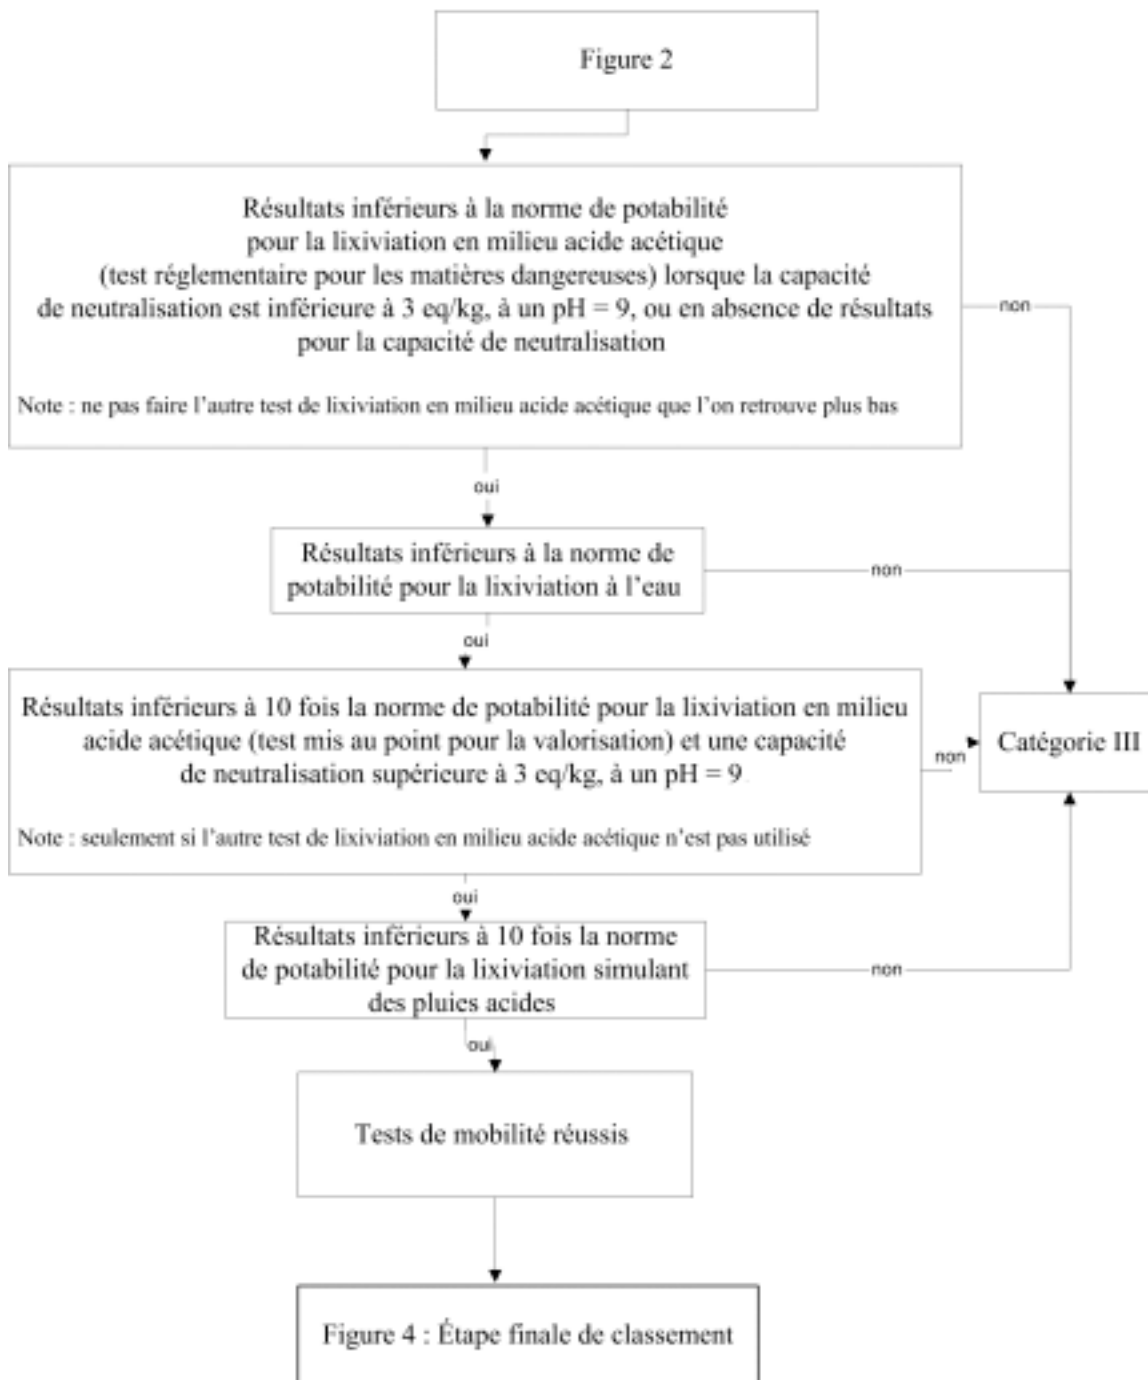 Figure 2
Résultats inférieurs à la norme de potabilité
pour la lixiviation en milieu acide acétique
(test réglementaire pour les matières dangereuses) lorsque la capacité
de neutralisation est inférieure à 3 eq/kg, à un pH = 9, ou en absence de résultats
pour la capacité de neutralisation
non
Note : ne pas faire l'autre test de lixiviation en milieu acide acétique que l'on retrouve plus bas
oui
Résultats inférieurs à la norme de
potabilité pour la lixiviation à l'eau
non
oui
Résultats inférieurs à 10 fois la norme de potabilité pour la lixiviation en milieu
acide acétique (test mis au point pour la valorisation) et une capacité
de neutralisation supérieure à 3 eq/kg, à un pH = 9
non
Catégorie III
Note : seulement si l'autre test de lixiviation en milieu acide acétique n'est pas utilisé
oui
Résultats inférieurs à 10 fois la norme
de potabilité pour la lixiviation simulant
des pluies acides
non
oui
Tests de mobilité réussis
Figure 4 : Étape finale de classement